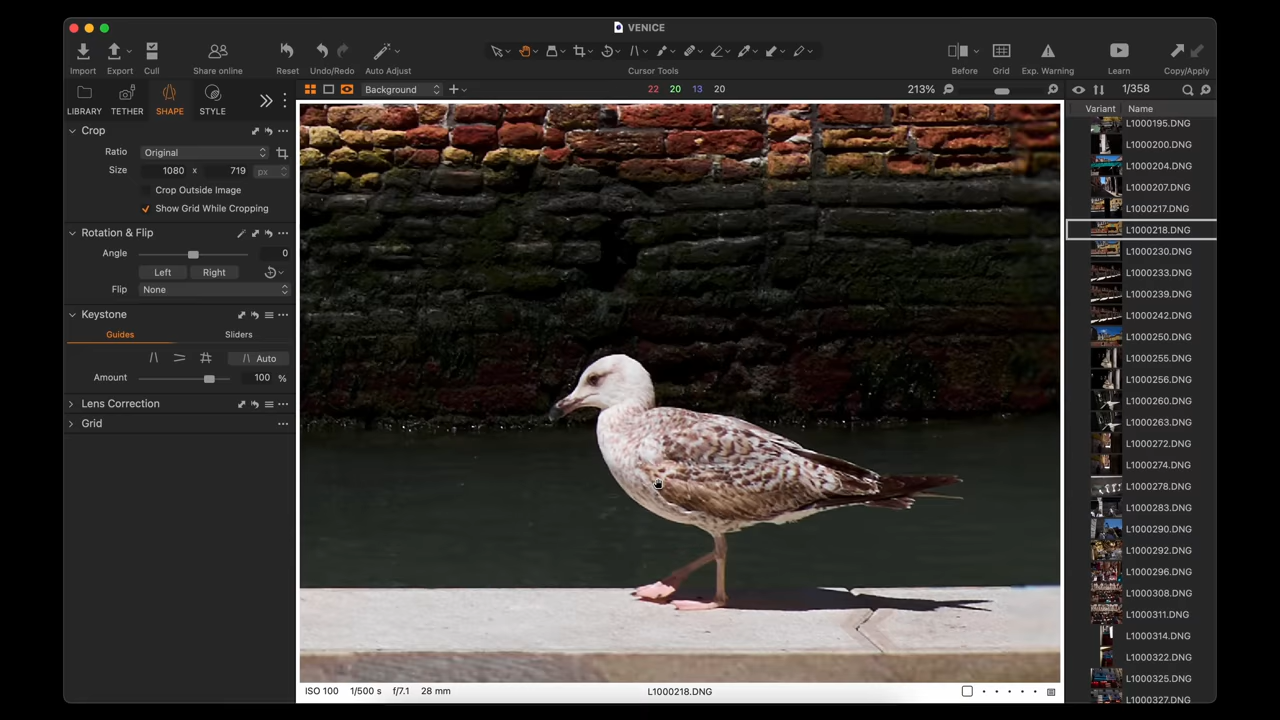 VENICE
Import
Export
Cull
Share online
Reset
Undo/Redo
Auto Adjust
Cursor Tools
Before
Grid
Exp. Warning
Learn
Copy/Apply
LIBRARY
TETHER
SHAPE
STYLE
Background
22 20 13 20
213%
1/358
Crop
Ratio Original
Size 1080 x 719 px
Crop Outside Image
Show Grid While Cropping
Rotation & Flip
Angle 0
Left Right
Flip None
Keystone
Guides Sliders
Auto
Amount 100 %
Lens Correction
Grid
ISO 100 1/500 s f/7.1 28 mm
L1000218.DNG
Variant Name
L1000195.DNG
L1000200.DNG
L1000204.DNG
L1000207.DNG
L1000217.DNG
L1000218.DNG
L1000230.DNG
L1000233.DNG
L1000239.DNG
L1000242.DNG
L1000250.DNG
L1000255.DNG
L1000256.DNG
L1000260.DNG
L1000263.DNG
L1000272.DNG
L1000274.DNG
L1000278.DNG
L1000283.DNG
L1000290.DNG
L1000292.DNG
L1000296.DNG
L1000308.DNG
L1000311.DNG
L1000314.DNG
L1000322.DNG
L1000325.DNG
L1000327.DNG